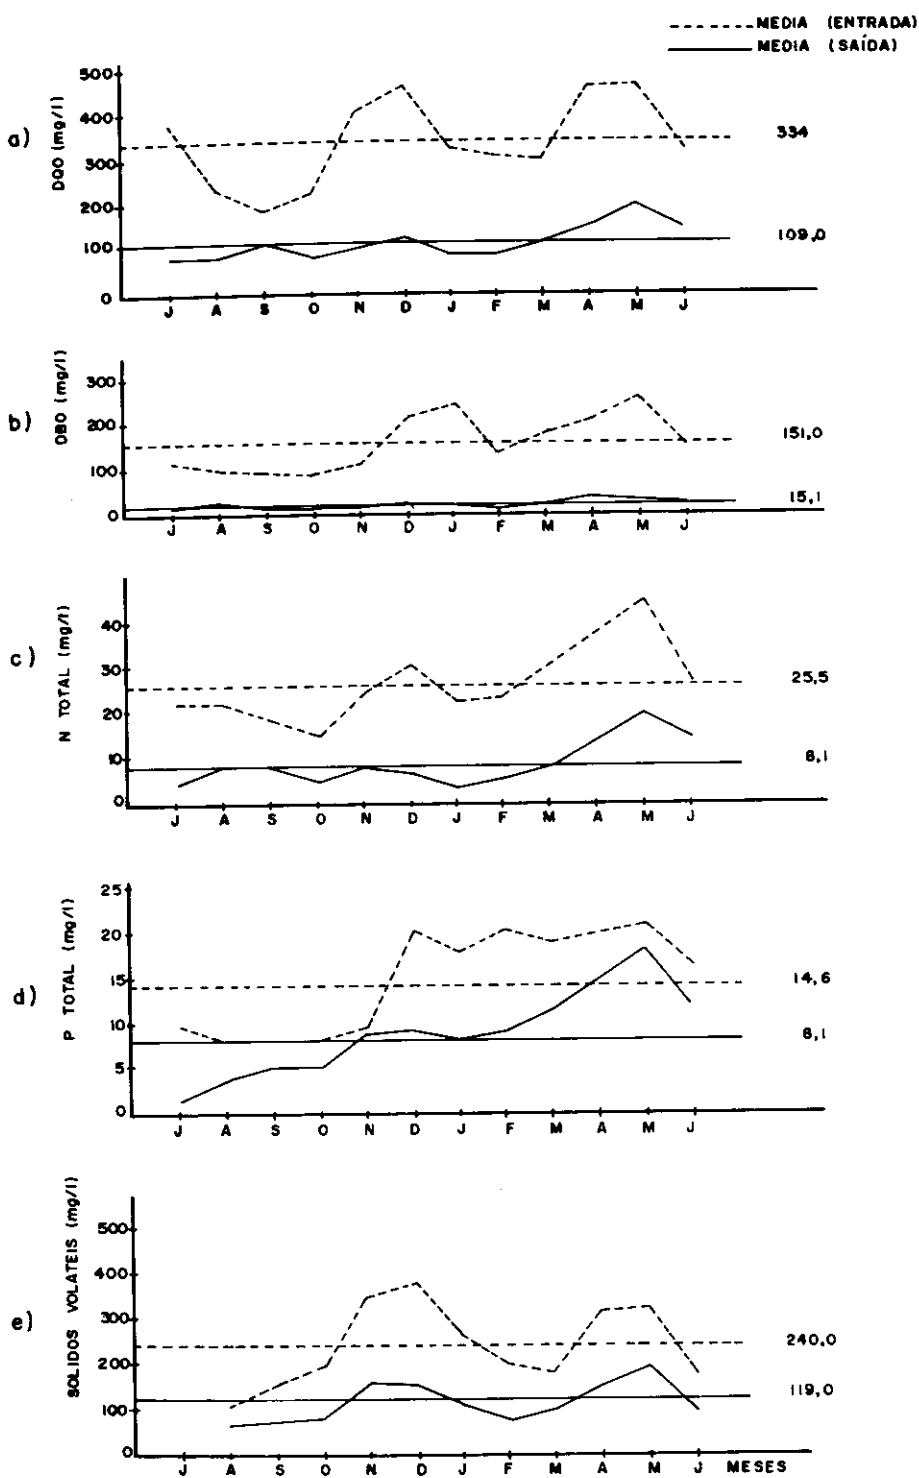 MEDIA (ENTRADA)
MEDIA (SAÍDA)
a)
DQO (mg/l)
500
400
300
200
100
0
334
109,0
J A S O N D J F M A M J
b)
DBO (mg/l)
300
200
100
0
151,0
15,1
J A S O N D J F M A M J
c)
N TOTAL (mg/l)
40
30
20
10
0
25,5
8,1
J A S O N D J F M A M J
d)
P TOTAL (mg/l)
25
20
15
10
5
0
14,6
8,1
J A S O N D J F M A M J
e)
SOLIDOS VOLATEIS (mg/l)
500
400
300
200
100
0
240,0
119,0
J A S O N D J F M A M J MESES